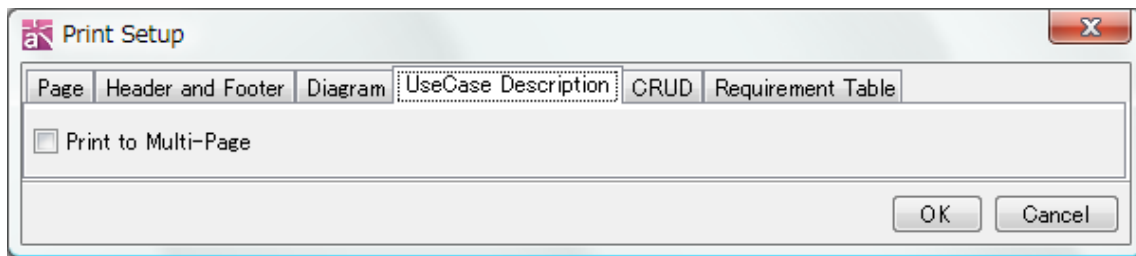 Print Setup
Page Header and Footer Diagram UseCase Description CRUD Requirement Table
Print to Multi-Page
OK Cancel